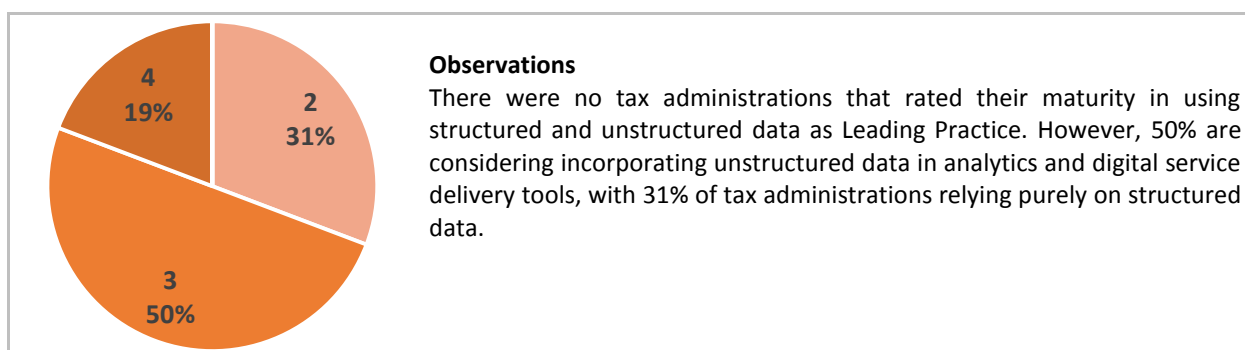 4
19%
2
31%
3
50%
Observations
There were no tax administrations that rated their maturity in using
structured and unstructured data as Leading Practice. However, 50% are
considering incorporating unstructured data in analytics and digital service
delivery tools, with 31% of tax administrations relying purely on structured
data.